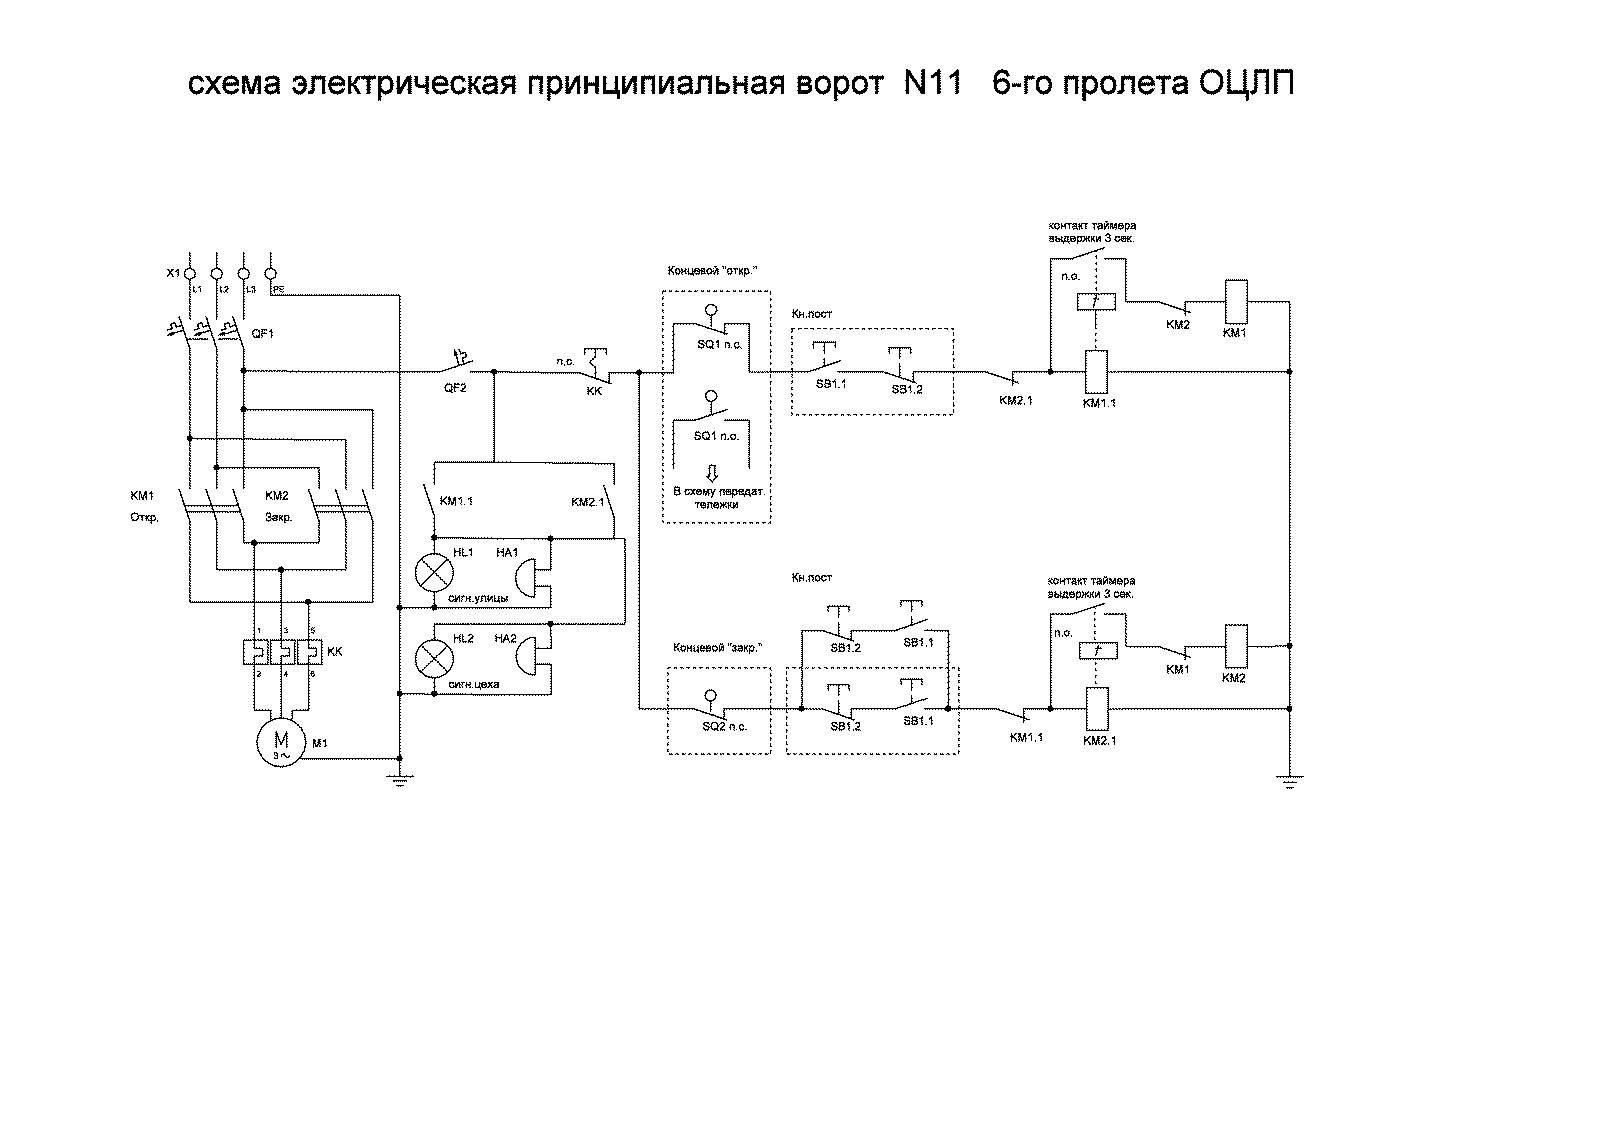 схема электрическая принципиальная ворот N11 6-го пролета ОЦЛП
контакт таймера
выдержки 3 сек.
X1
L1
L2
L3
PE
Концевой "откр."
п.о.
Кн.пост
QF1
KM2
KM1
SQ1 п.с.
п.с.
QF2
KK
SB1.1
SB1.2
KM2.1
KM1.1
SQ1 п.о.
KM1
Откр.
KM2
Закр.
KM1.1
KM2.1
В схему передат.
тележки
HL1
HA1
сигн.улицы
Кн.пост
контакт таймера
выдержки 3 сек.
1
3
5
KK
2
4
6
HL2
HA2
сигн.цеха
Концевой "закр."
SB1.2
SB1.1
п.о.
KM1
KM2
SQ2 п.с.
SB1.2
SB1.1
KM1.1
KM2.1
M
3~
M1